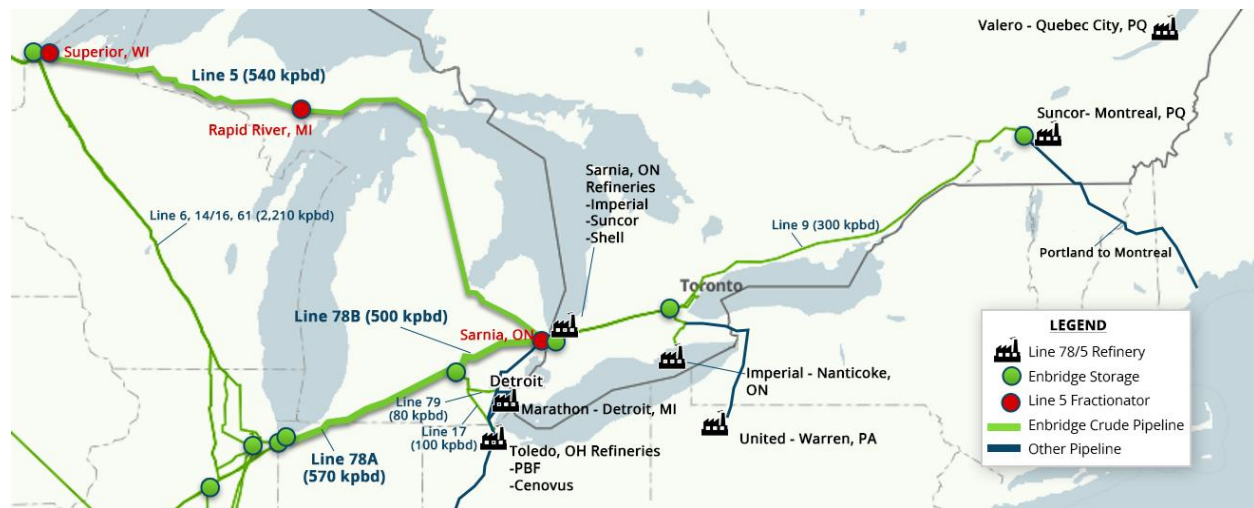 Valero - Quebec City, PQ
Superior, WI
Line 5 (540 kpbd)
Rapid River, MI
Suncor- Montreal, PQ
Sarnia, ON
Refineries
-Imperial
-Suncor
-Shell
Line 6, 14/16, 61 (2,210 kpbd)
Line 9 (300 kpbd)
Portland to Montreal
Toronto
Line 78B (500 kpbd)
Sarnia, ON
Detroit
Line 79
(80 kpbd)
Marathon - Detroit, MI
Line 17
(100 kpbd)
Imperial - Nanticoke,
ON
United - Warren, PA
Line 78A
(570 kpbd)
Toledo, OH Refineries
-PBF
-Cenovus
LEGEND
Line 78/5 Refinery
Enbridge Storage
Line 5 Fractionator
Enbridge Crude Pipeline
Other Pipeline